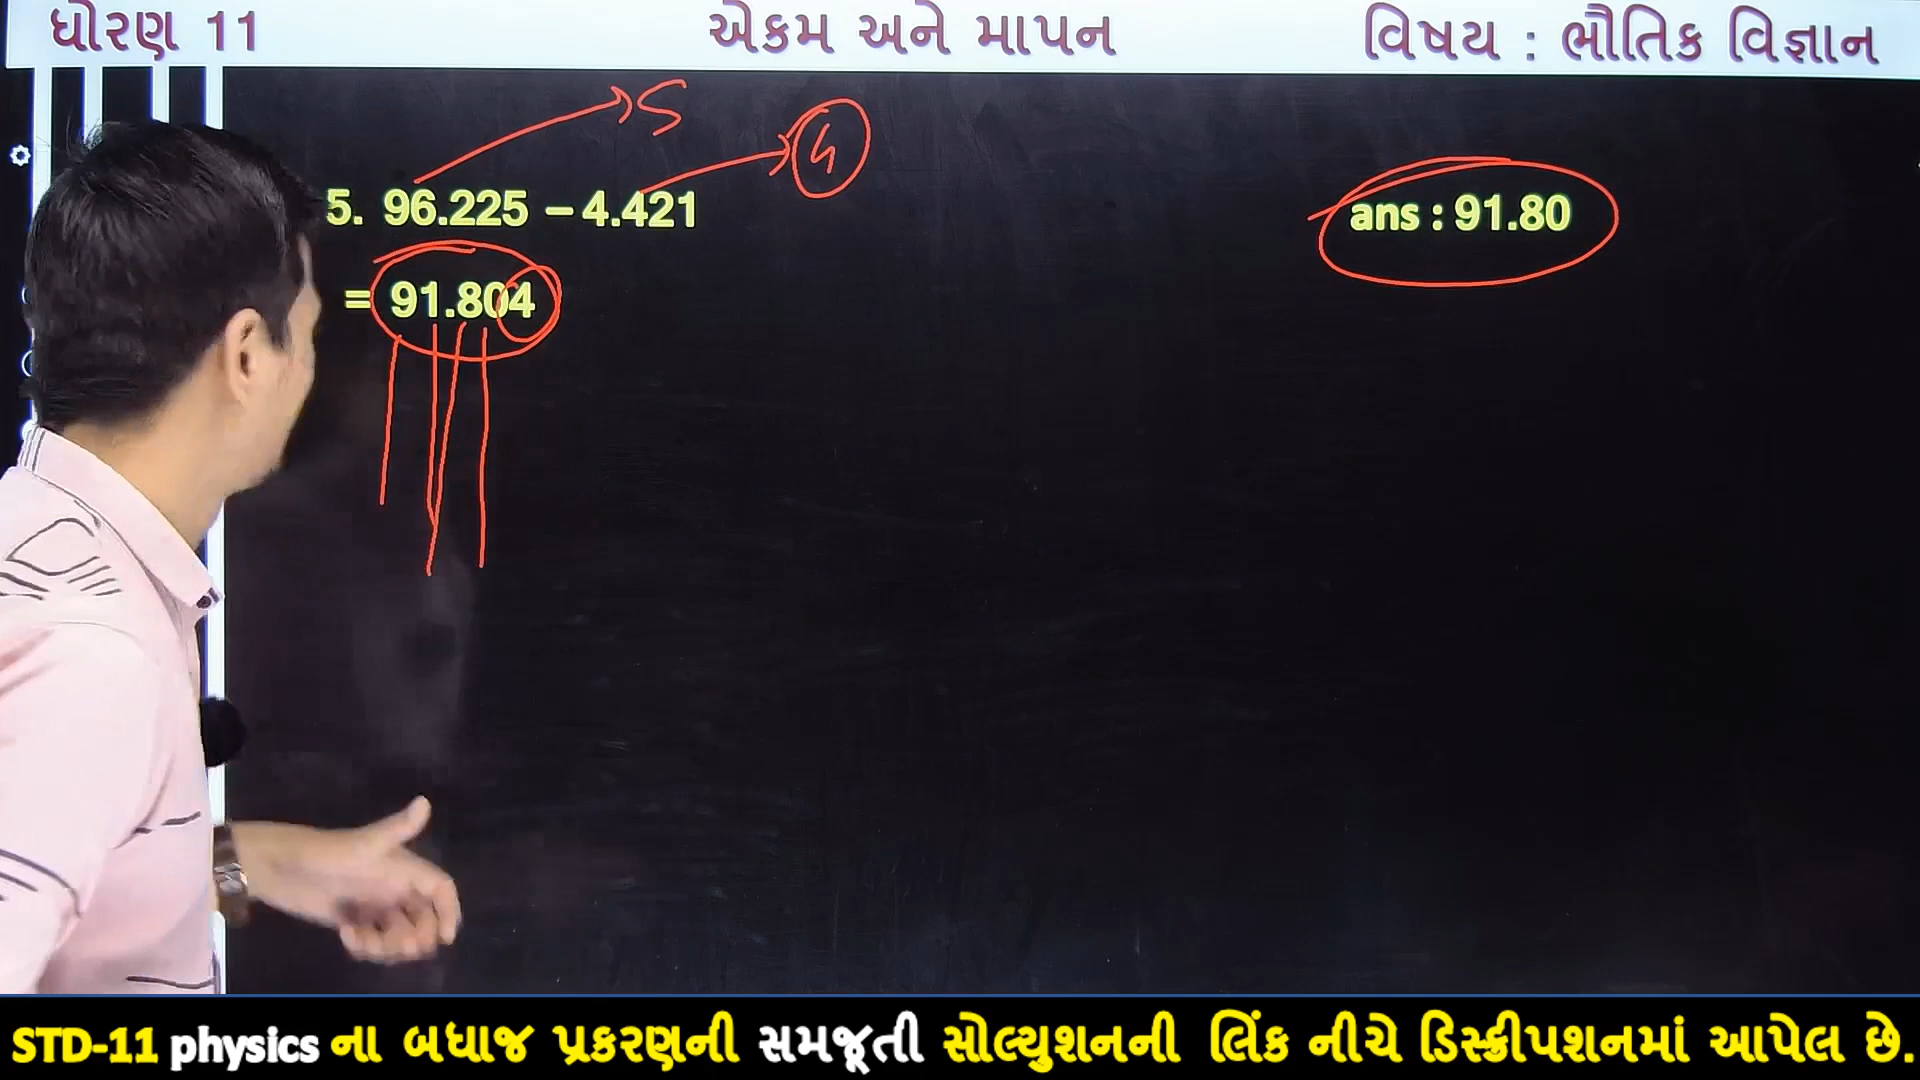 ધોરણ 11 એકમ અને માપન વિષય : ભૌતિક વિજ્ઞાન
5
4
5. 96.225 – 4.421 ans : 91.80
= 91.804
STD-11 physics ના બધાજ પ્રકરણની સમજૂતી સોલ્યુશનની લિંક નીચે ડિસ્ક્રીપશનમાં આપેલ છે.